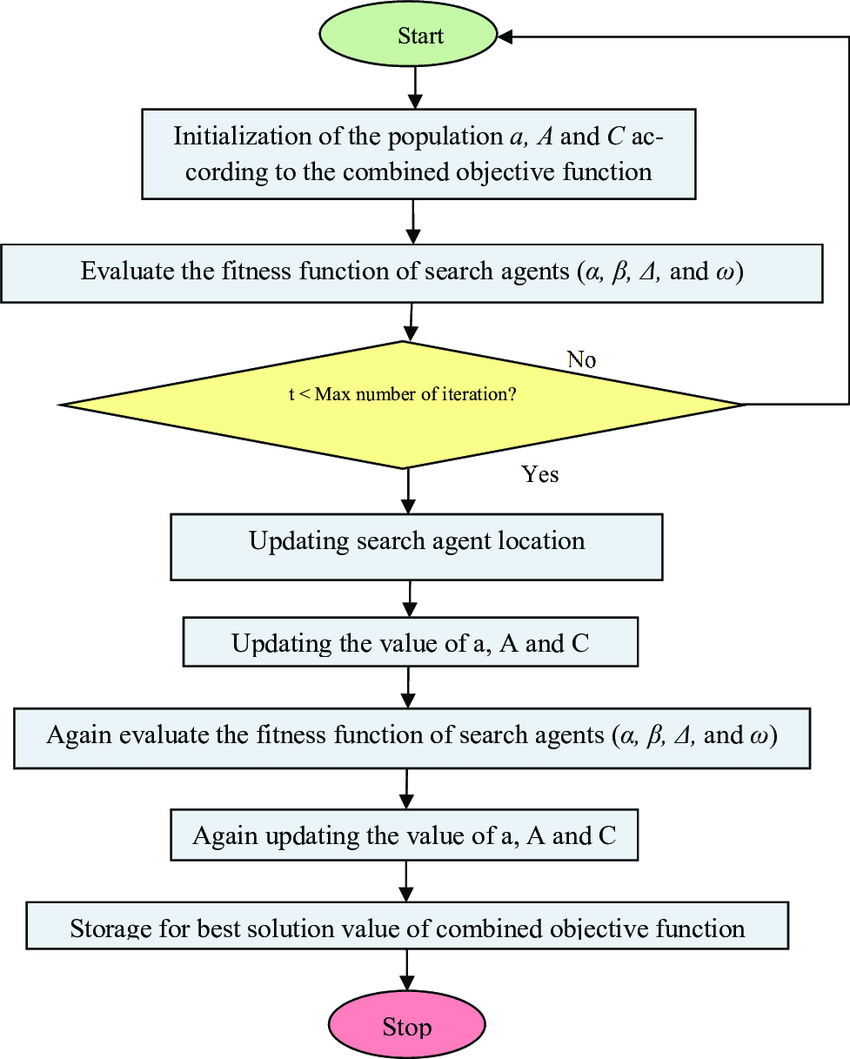 Start
Initialization of the population a, A and C ac-
cording to the combined objective function
Evaluate the fitness function of search agents (α, β, Δ, and ω)
No
t < Max number of iteration?
Yes
Updating search agent location
Updating the value of a, A and C
Again evaluate the fitness function of search agents (α, β, Δ, and ω)
Again updating the value of a, A and C
Storage for best solution value of combined objective function
Stop